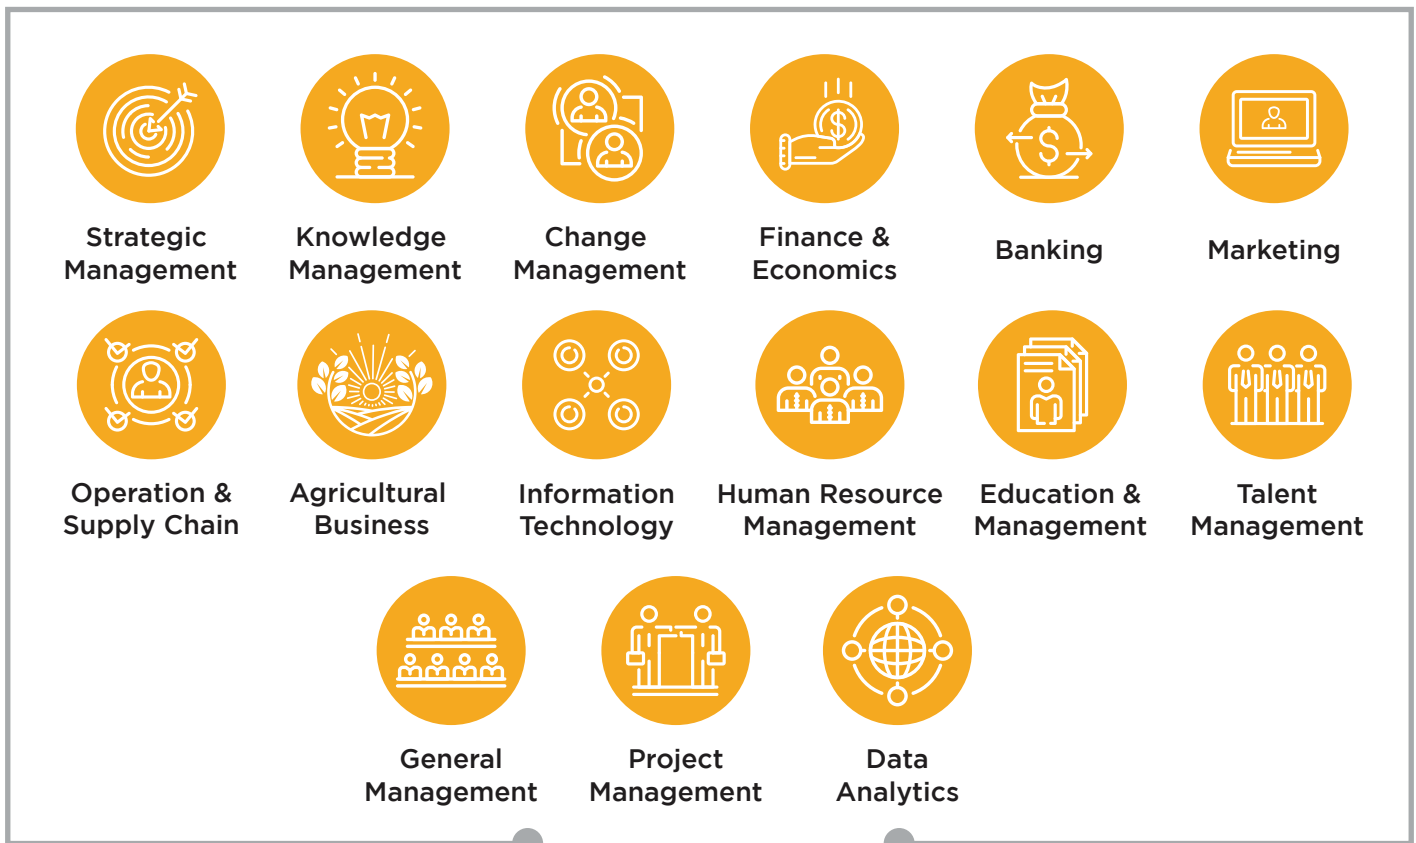 Strategic
Management
Knowledge
Management
Change
Management
Finance &
Economics
Banking
Marketing
Operation &
Supply Chain
Agricultural
Business
Information
Technology
Human Resource
Management
Education &
Management
Talent
Management
General
Management
Project
Management
Data
Analytics